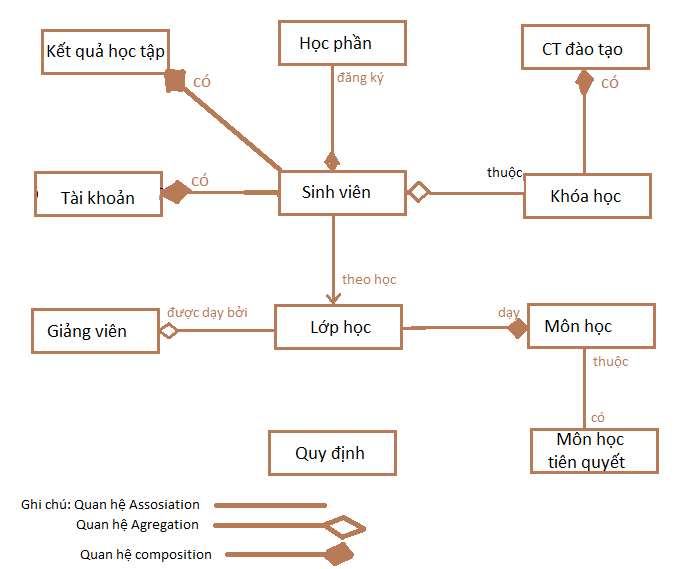 Kết quả học tập
Học phần
CT đào tạo
có
đăng ký
có
Tài khoản
có
Sinh viên
thuộc
Khóa học
theo học
Giảng viên
được dạy bởi
Lớp học
dạy
Môn học
thuộc
có
Quy định
Môn học
tiên quyết
Ghi chú: Quan hệ Assosiation
Quan hệ Agregation
Quan hệ composition